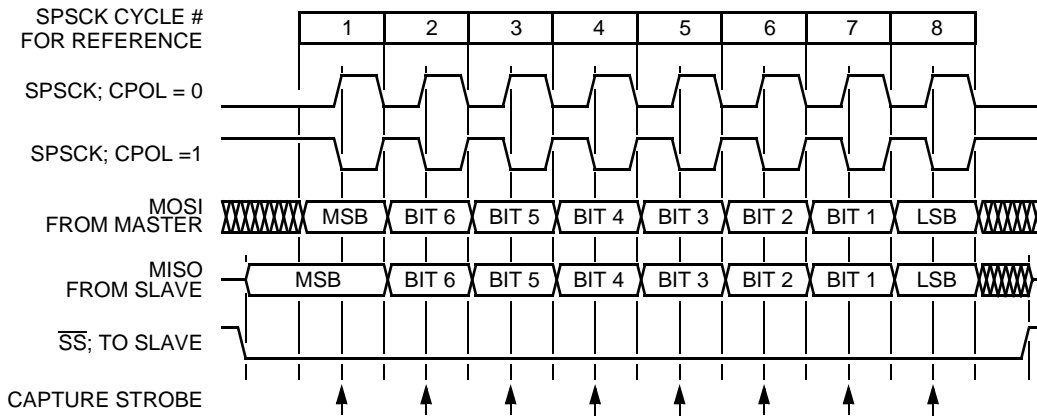 SPSCK CYCLE #
FOR REFERENCE
1 2 3 4 5 6 7 8
SPSCK; CPOL = 0
SPSCK; CPOL =1
MOSI
FROM MASTER
MSB BIT 6 BIT 5 BIT 4 BIT 3 BIT 2 BIT 1 LSB
MISO
FROM SLAVE
MSB BIT 6 BIT 5 BIT 4 BIT 3 BIT 2 BIT 1 LSB
SS; TO SLAVE
CAPTURE STROBE